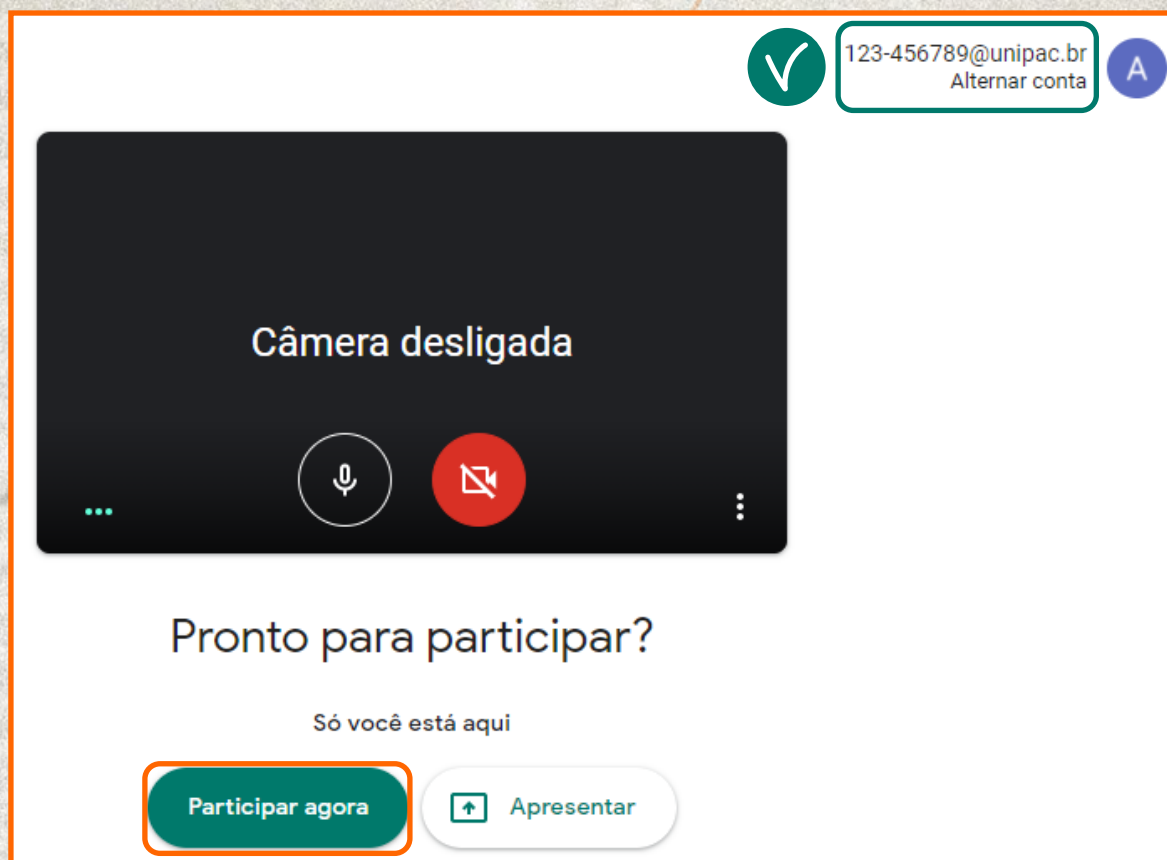 123-456789@unipac.br
Alternar conta
A
Câmera desligada
Pronto para participar?
Só você está aqui
Participar agora
Apresentar